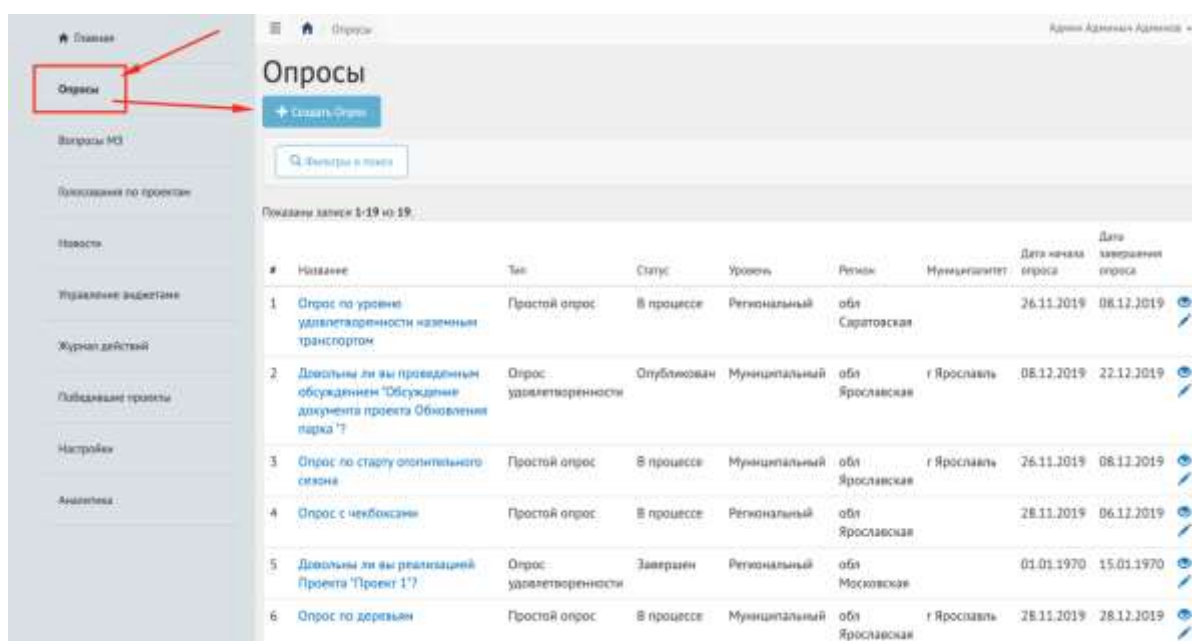 Главная
Опросы
Админ Админыч Админов
Опросы
Опросы
+ Создать Опрос
Вопросы МЗ
Фильтры и поиск
Голосования по проектам
Показаны записи 1-19 из 19.
Новости
# Название Тип Статус Уровень Регион Муниципалитет Дата начала опроса Дата завершения опроса
Управление виджетами
1 Опрос по уровню Простой опрос В процессе Региональный обл 26.11.2019 08.12.2019
удовлетворенности наземным Саратовская
транспортом
Журнал действий
2 Довольны ли вы проведенным Опрос Опубликован Муниципальный обл г Ярославль 08.12.2019 22.12.2019
обсуждением "Обсуждение удовлетворенности Ярославская
документа проекта Обновления
парка "?
Победившие проекты
Настройки
3 Опрос по старту отопительного Простой опрос В процессе Муниципальный обл г Ярославль 26.11.2019 08.12.2019
сезона Ярославская
Аналитика
4 Опрос с чекбоксами Простой опрос В процессе Региональный обл 28.11.2019 06.12.2019
Ярославская
5 Довольны ли вы реализацией Опрос Завершен Региональный обл 01.01.1970 15.01.1970
Проекта "Проект 1"? удовлетворенности Московская
6 Опрос по деревьям Простой опрос В процессе Муниципальный обл г Ярославль 28.11.2019 28.12.2019
Ярославская